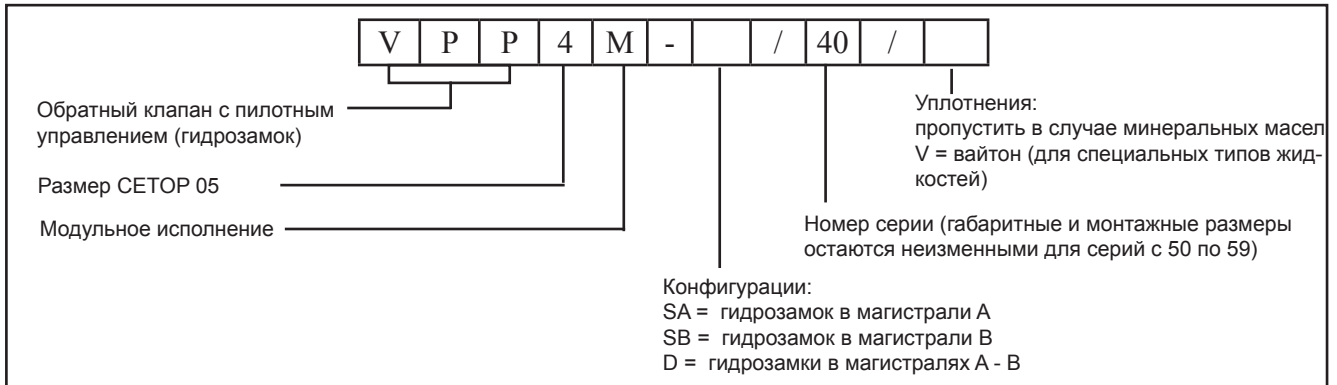 V P P 4 M - / 40 /
Обратный клапан с пилотным
управлением (гидрозамок)
Размер CETOP 05
Модульное исполнение
Уплотнения:
пропустить в случае минеральных масел
V = вайтон (для специальных типов жид-
костей)
Номер серии (габаритные и монтажные размеры
остаются неизменными для серий с 50 по 59)
Конфигурации:
SA = гидрозамок в магистрали A
SB = гидрозамок в магистрали B
D = гидрозамки в магистралях A - B